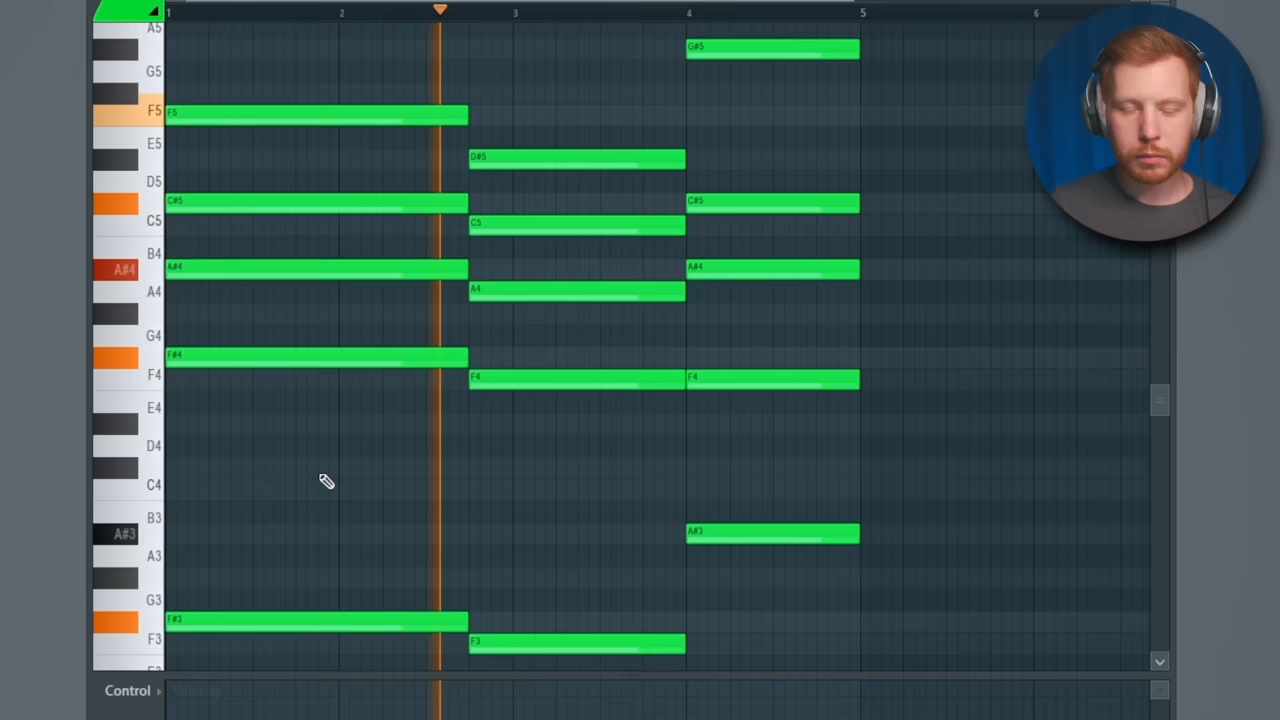 1 2 3 4 5 6
A5
G#5
G5
F5 F5
E5
D#5
D5
C#5 C#5
C5 C5
B4
A#4 A#4 A#4
A4 A4
G4
F#4
F4 F4 F4
E4
D4
C4
B3
A#3 A#3
A3
G3
F#3
F3 F3
Control